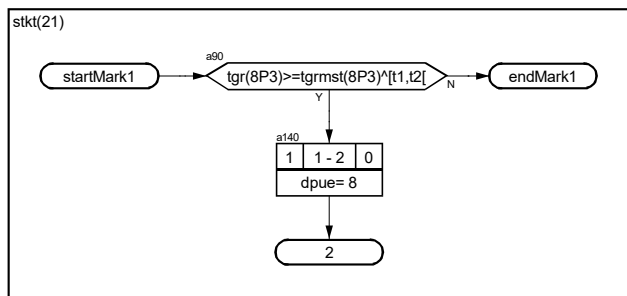 stkt(21)
a90
startMark1
tgr(8P3)>=tgrmst(8P3)^[t1,t2[
endMark1
N
Y
a140
1 1 - 2 0
dpue= 8
2